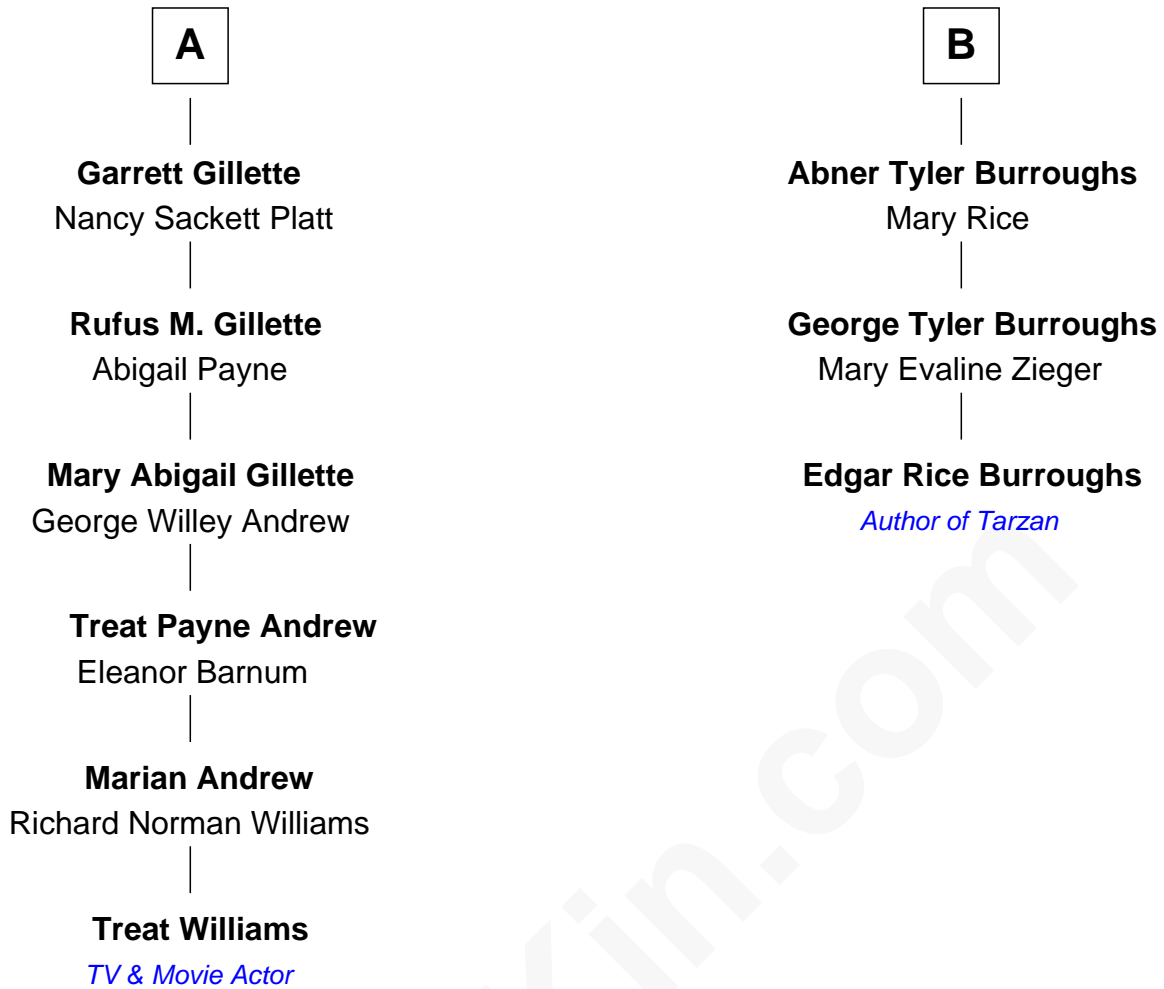 A
Garrett Gillette
Nancy Sackett Platt
Rufus M. Gillette
Abigail Payne
Mary Abigail Gillette
George Willey Andrew
Treat Payne Andrew
Eleanor Barnum
Marian Andrew
Richard Norman Williams
Treat Williams
TV & Movie Actor
B
Abner Tyler Burroughs
Mary Rice
George Tyler Burroughs
Mary Evaline Zieger
Edgar Rice Burroughs
Author of Tarzan
Kin.com